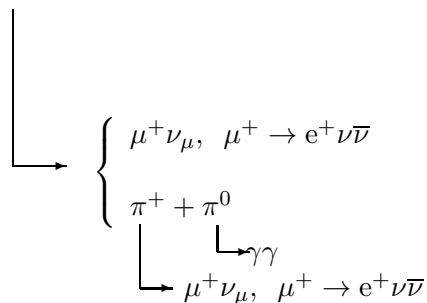 μ⁺ν_μ, μ⁺ → e⁺νν̅
π⁺ + π⁰
γγ
μ⁺ν_μ, μ⁺ → e⁺νν̅